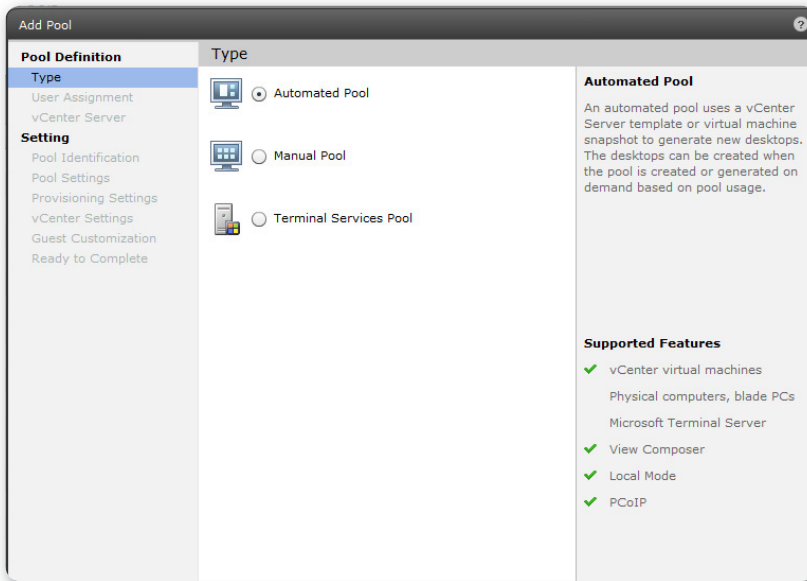 Add Pool
?
Pool Definition
Type
User Assignment
vCenter Server
Setting
Pool Identification
Pool Settings
Provisioning Settings
vCenter Settings
Guest Customization
Ready to Complete
Type
Automated Pool
Manual Pool
Terminal Services Pool
Automated Pool
An automated pool uses a vCenter
Server template or virtual machine
snapshot to generate new desktops.
The desktops can be created when
the pool is created or generated on
demand based on pool usage.
Supported Features
vCenter virtual machines
Physical computers, blade PCs
Microsoft Terminal Server
View Composer
Local Mode
PCoIP